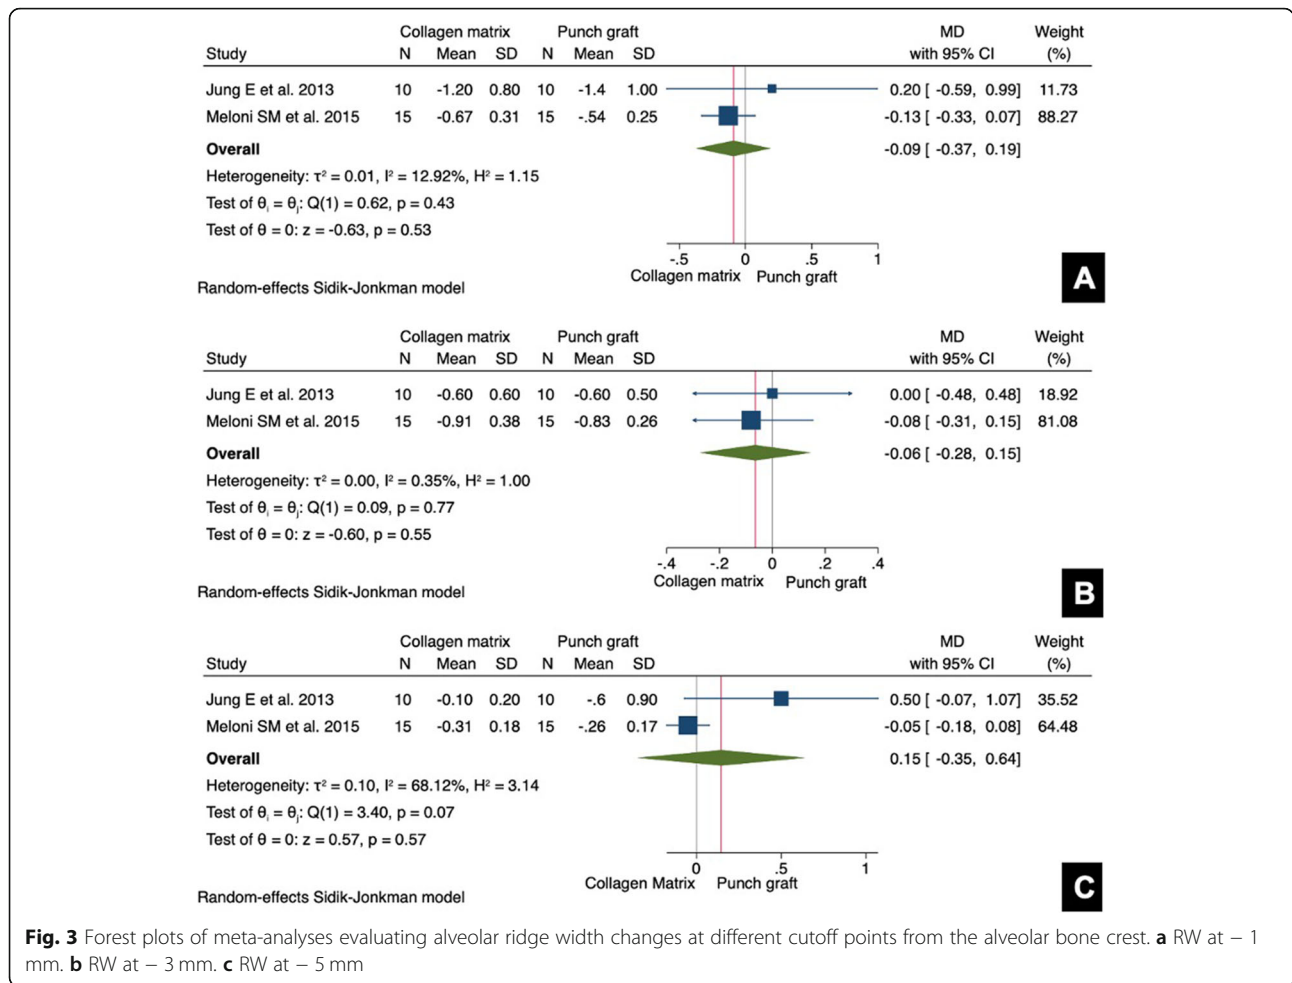 Collagen matrix Punch graft MD Weight
Study N Mean SD N Mean SD with 95% CI (%)
Jung E et al. 2013 10 -1.20 0.80 10 -1.4 1.00 0.20 [ -0.59, 0.99] 11.73
Meloni SM et al. 2015 15 -0.67 0.31 15 -.54 0.25 -0.13 [ -0.33, 0.07] 88.27
Overall -0.09 [ -0.37, 0.19]
Heterogeneity: τ² = 0.01, I² = 12.92%, H² = 1.15
Test of θᵢ = θⱼ: Q(1) = 0.62, p = 0.43
Test of θ = 0: z = -0.63, p = 0.53
-.5 0 .5 1
Collagen matrix Punch graft
A
Random-effects Sidik-Jonkman model
Collagen matrix Punch graft MD Weight
Study N Mean SD N Mean SD with 95% CI (%)
Jung E et al. 2013 10 -0.60 0.60 10 -0.60 0.50 0.00 [ -0.48, 0.48] 18.92
Meloni SM et al. 2015 15 -0.91 0.38 15 -0.83 0.26 -0.08 [ -0.31, 0.15] 81.08
Overall -0.06 [ -0.28, 0.15]
Heterogeneity: τ² = 0.00, I² = 0.35%, H² = 1.00
Test of θᵢ = θⱼ: Q(1) = 0.09, p = 0.77
Test of θ = 0: z = -0.60, p = 0.55
-.4 -.2 0 .2 .4
Collagen matrix Punch graft
B
Random-effects Sidik-Jonkman model
Collagen matrix Punch graft MD Weight
Study N Mean SD N Mean SD with 95% CI (%)
Jung E et al. 2013 10 -0.10 0.20 10 -.6 0.90 0.50 [ -0.07, 1.07] 35.52
Meloni SM et al. 2015 15 -0.31 0.18 15 -.26 0.17 -0.05 [ -0.18, 0.08] 64.48
Overall 0.15 [ -0.35, 0.64]
Heterogeneity: τ² = 0.10, I² = 68.12%, H² = 3.14
Test of θᵢ = θⱼ: Q(1) = 3.40, p = 0.07
Test of θ = 0: z = 0.57, p = 0.57
0 .5 1
Collagen Matrix Punch graft
C
Random-effects Sidik-Jonkman model
Fig. 3 Forest plots of meta-analyses evaluating alveolar ridge width changes at different cutoff points from the alveolar bone crest. a RW at − 1
mm. b RW at − 3 mm. c RW at − 5 mm